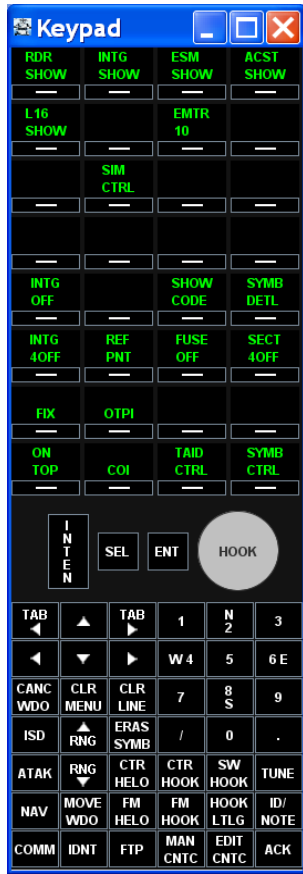 Keypad
RDR INTG ESM ACST
SHOW SHOW SHOW SHOW
L16 EMTR
SHOW 10
SIM
CTRL
INTG SHOW SYMB
OFF CODE DETL
INTG REF FUSE SECT
4OFF PNT OFF 4OFF
FIX OTPI
ON TAID SYMB
TOP COI CTRL CTRL
INTEN SEL ENT HOOK
TAB TAB 1 N 3
2
W 4 5 6 E
CANC CLR CLR 7 8 9
WDO MENU LINE S
ISD RNG ERAS / 0 .
SYMB
ATAK RNG CTR CTR SW TUNE
HELO HOOK HOOK
NAV MOVE FM FM HOOK ID/
WDO HELO HOOK LTLG NOTE
COMM IDNT FTP MAN EDIT ACK
CNTC CNTC